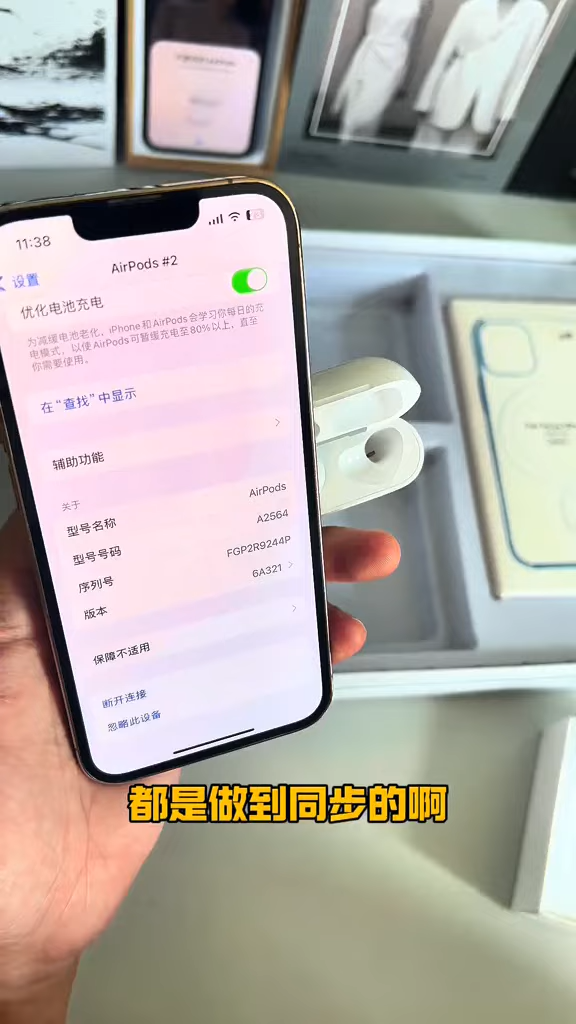 11:38
设置
AirPods #2
优化电池充电
为减缓电池老化，iPhone和AirPods会学习你每日的充
电模式，以使AirPods可暂缓充电至80%以上，直至
你需要使用。
在“查找”中显示
辅助功能
关于
型号名称 AirPods
型号号码 A2564
序列号 FGP2R9244P
版本 6A321
保障不适用
断开连接
忽略此设备
都是做到同步的啊